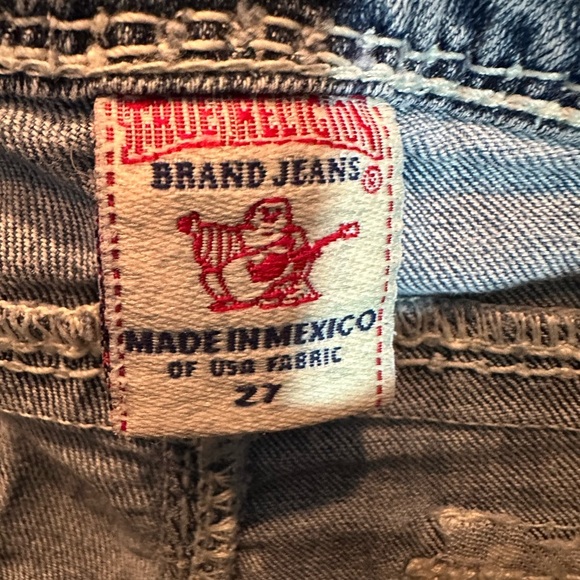 TRUE RELIGION
BRAND JEANS®
MADE IN MEXICO
OF USA FABRIC
27